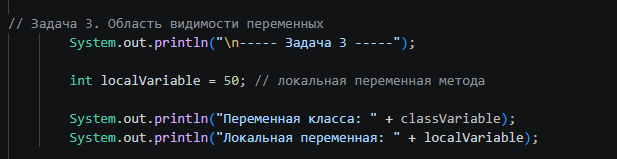 // Задача 3. Область видимости переменных
System.out.println("\n----- Задача 3 -----");
int localVariable = 50; // локальная переменная метода
System.out.println("Переменная класса: " + classVariable);
System.out.println("Локальная переменная: " + localVariable);